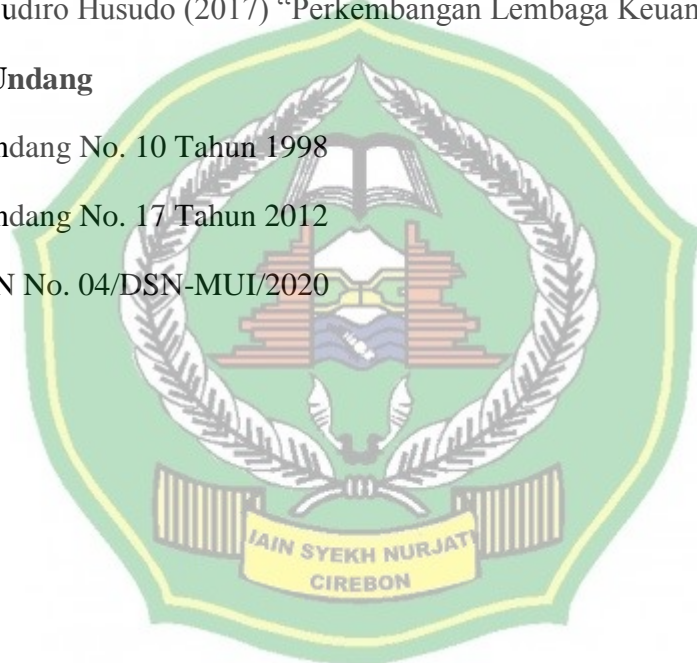 udiro Husudo (2017) “Perkembangan Lembaga Keuan
Undang
ndang No. 10 Tahun 1998
ndang No. 17 Tahun 2012
N No. 04/DSN-MUI/2020
IAIN SYEKH NURJATI
CIREBON